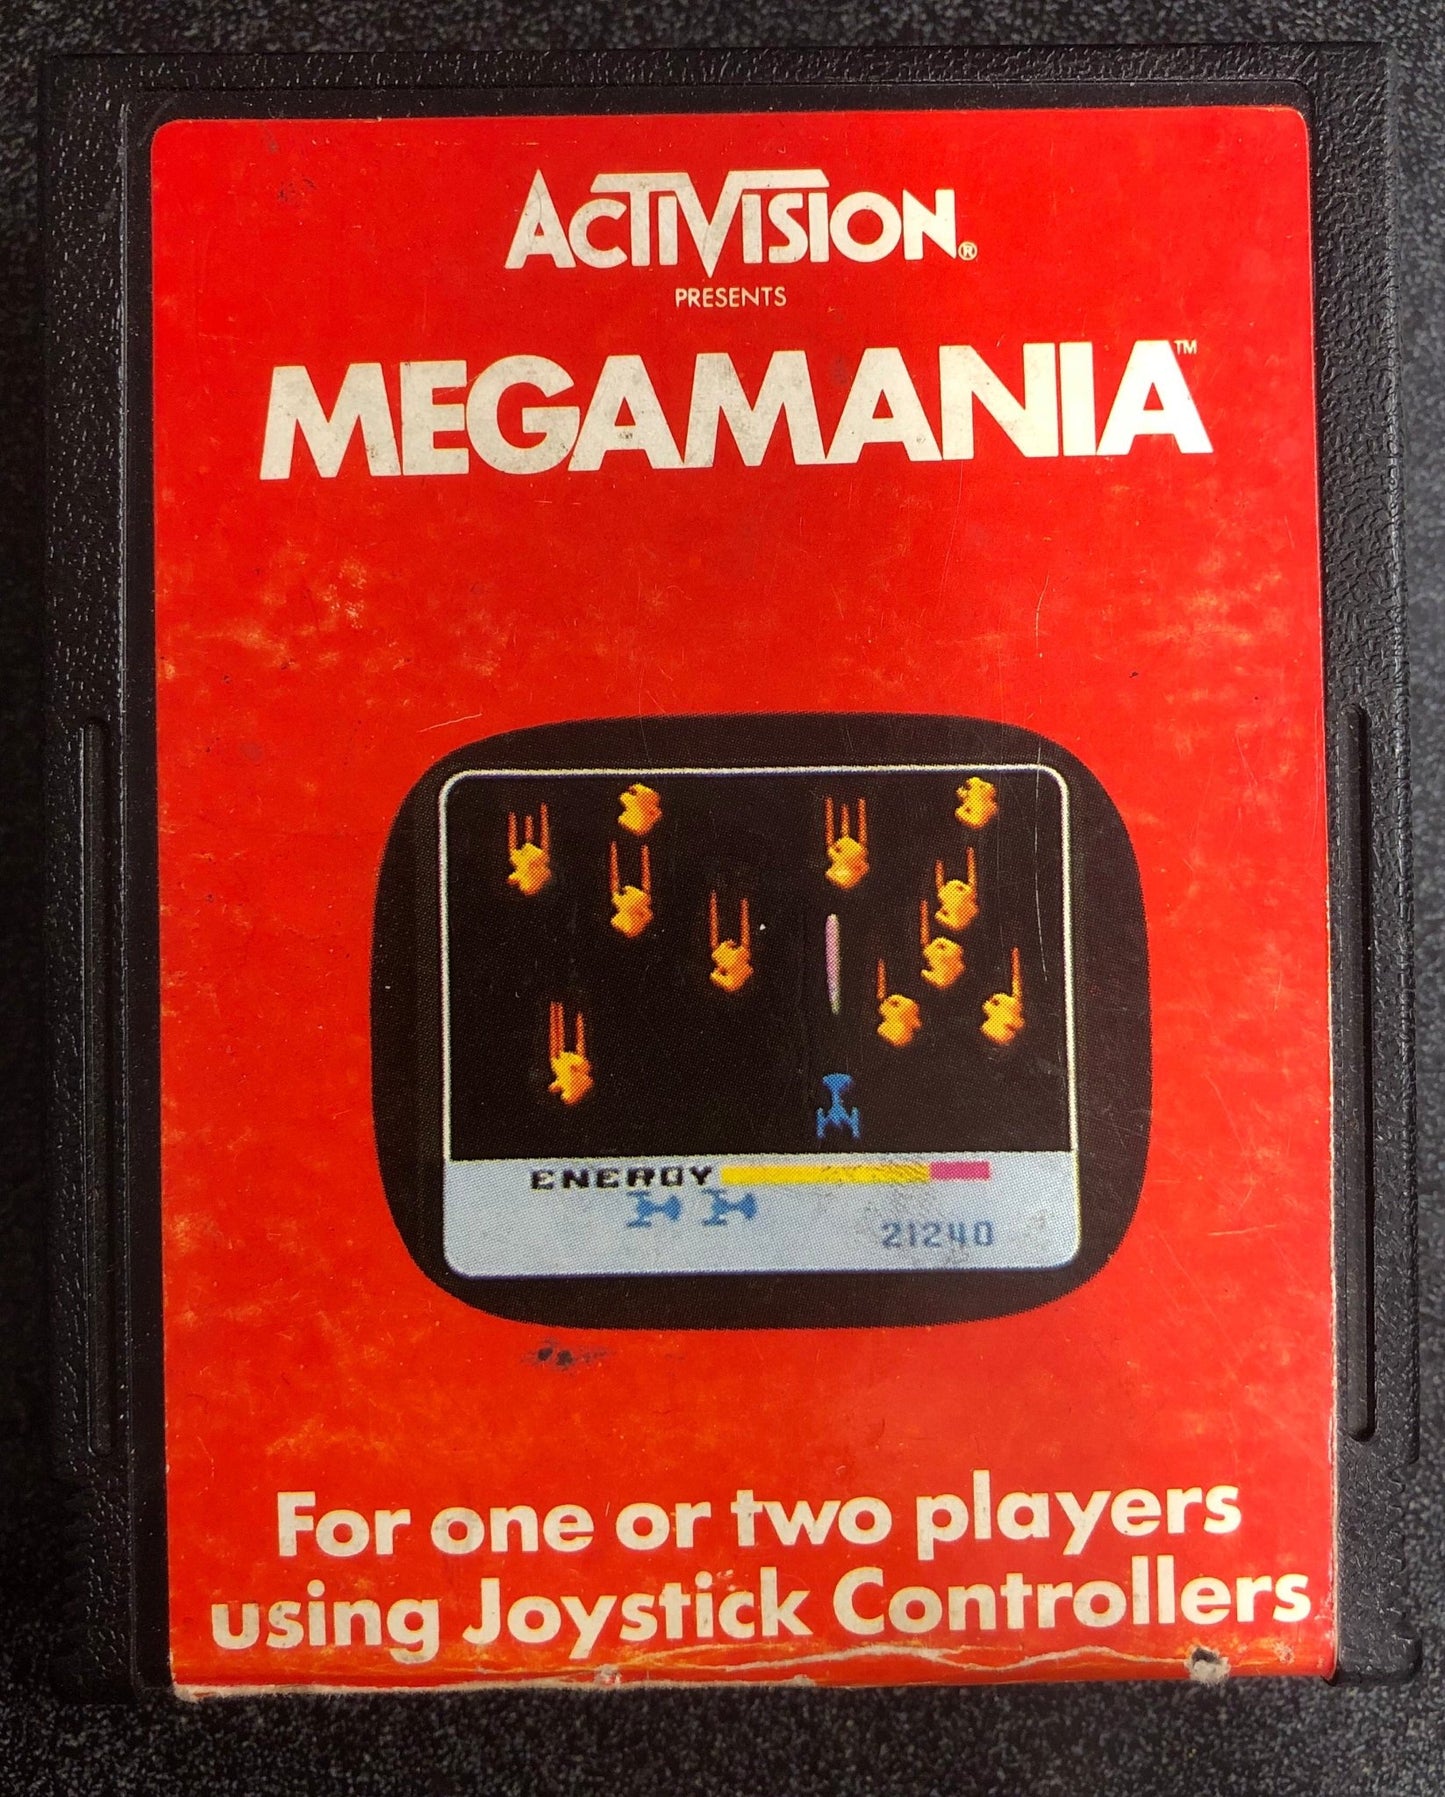 ACTIVISION®
PRESENTS
MEGAMANIA™
ENERGY
21240
For one or two players
using Joystick Controllers